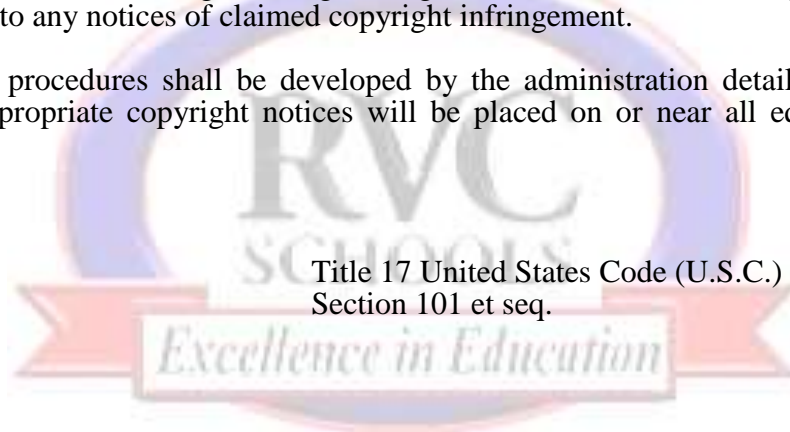 to any notices of claimed copyright infringement.
procedures shall be developed by the administration detail
propriate copyright notices will be placed on or near all
RVC
SCHOOLS
Title 17 United States Code (U.S.C.)
Section 101 et seq.
Excellence in Education